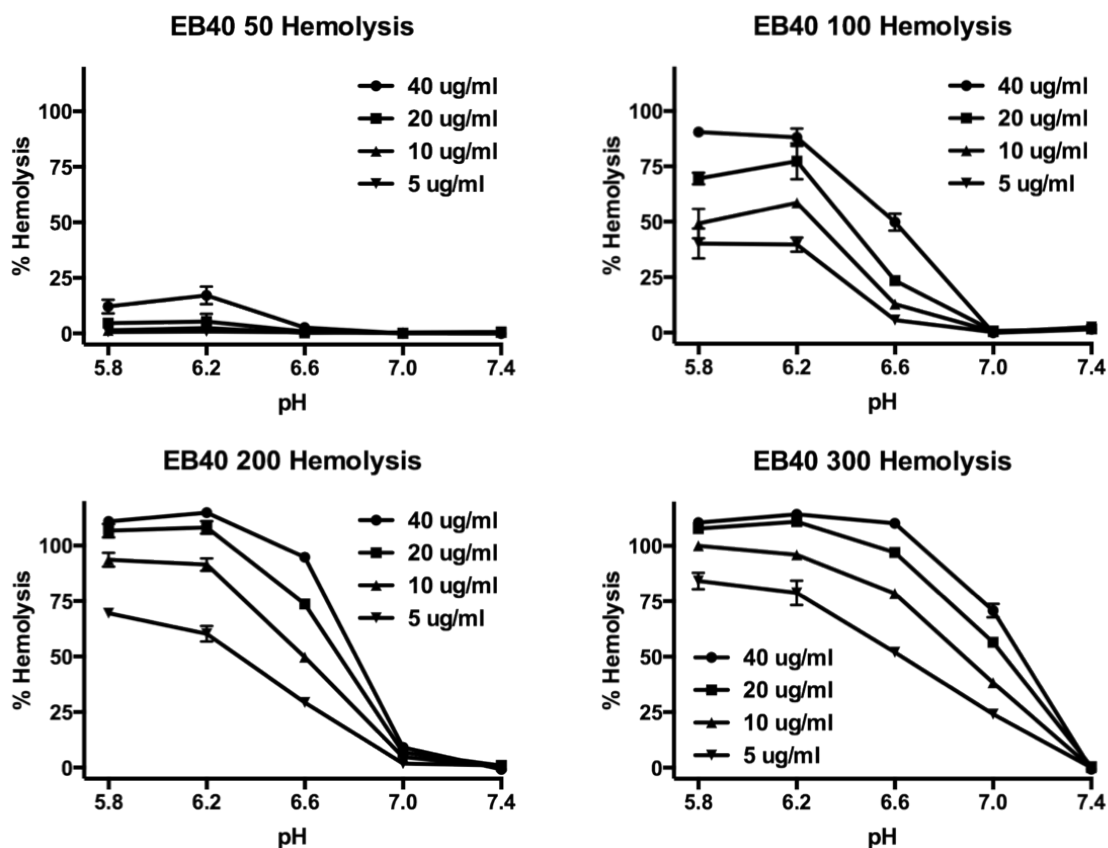 EB40 50 Hemolysis
% Hemolysis
100
75
50
25
0
40 ug/ml
20 ug/ml
10 ug/ml
5 ug/ml
5.8 6.2 6.6 7.0 7.4
pH
EB40 100 Hemolysis
% Hemolysis
100
75
50
25
0
40 ug/ml
20 ug/ml
10 ug/ml
5 ug/ml
5.8 6.2 6.6 7.0 7.4
pH
EB40 200 Hemolysis
% Hemolysis
100
75
50
25
0
40 ug/ml
20 ug/ml
10 ug/ml
5 ug/ml
5.8 6.2 6.6 7.0 7.4
pH
EB40 300 Hemolysis
% Hemolysis
100
75
50
25
0
40 ug/ml
20 ug/ml
10 ug/ml
5 ug/ml
5.8 6.2 6.6 7.0 7.4
pH